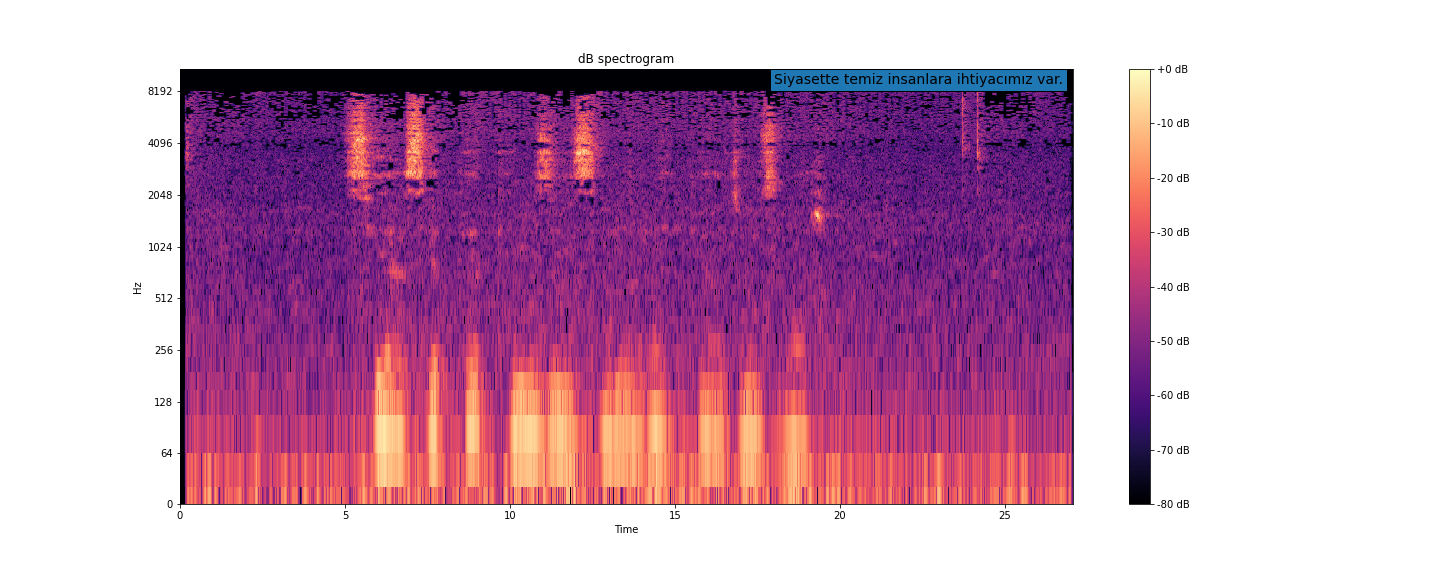 dB spectrogram
Siyasette temiz insanlara ihtiyacımız var.
Hz
8192
4096
2048
1024
512
256
128
64
0
0
5
10
15
20
25
Time
+0 dB
-10 dB
-20 dB
-30 dB
-40 dB
-50 dB
-60 dB
-70 dB
-80 dB